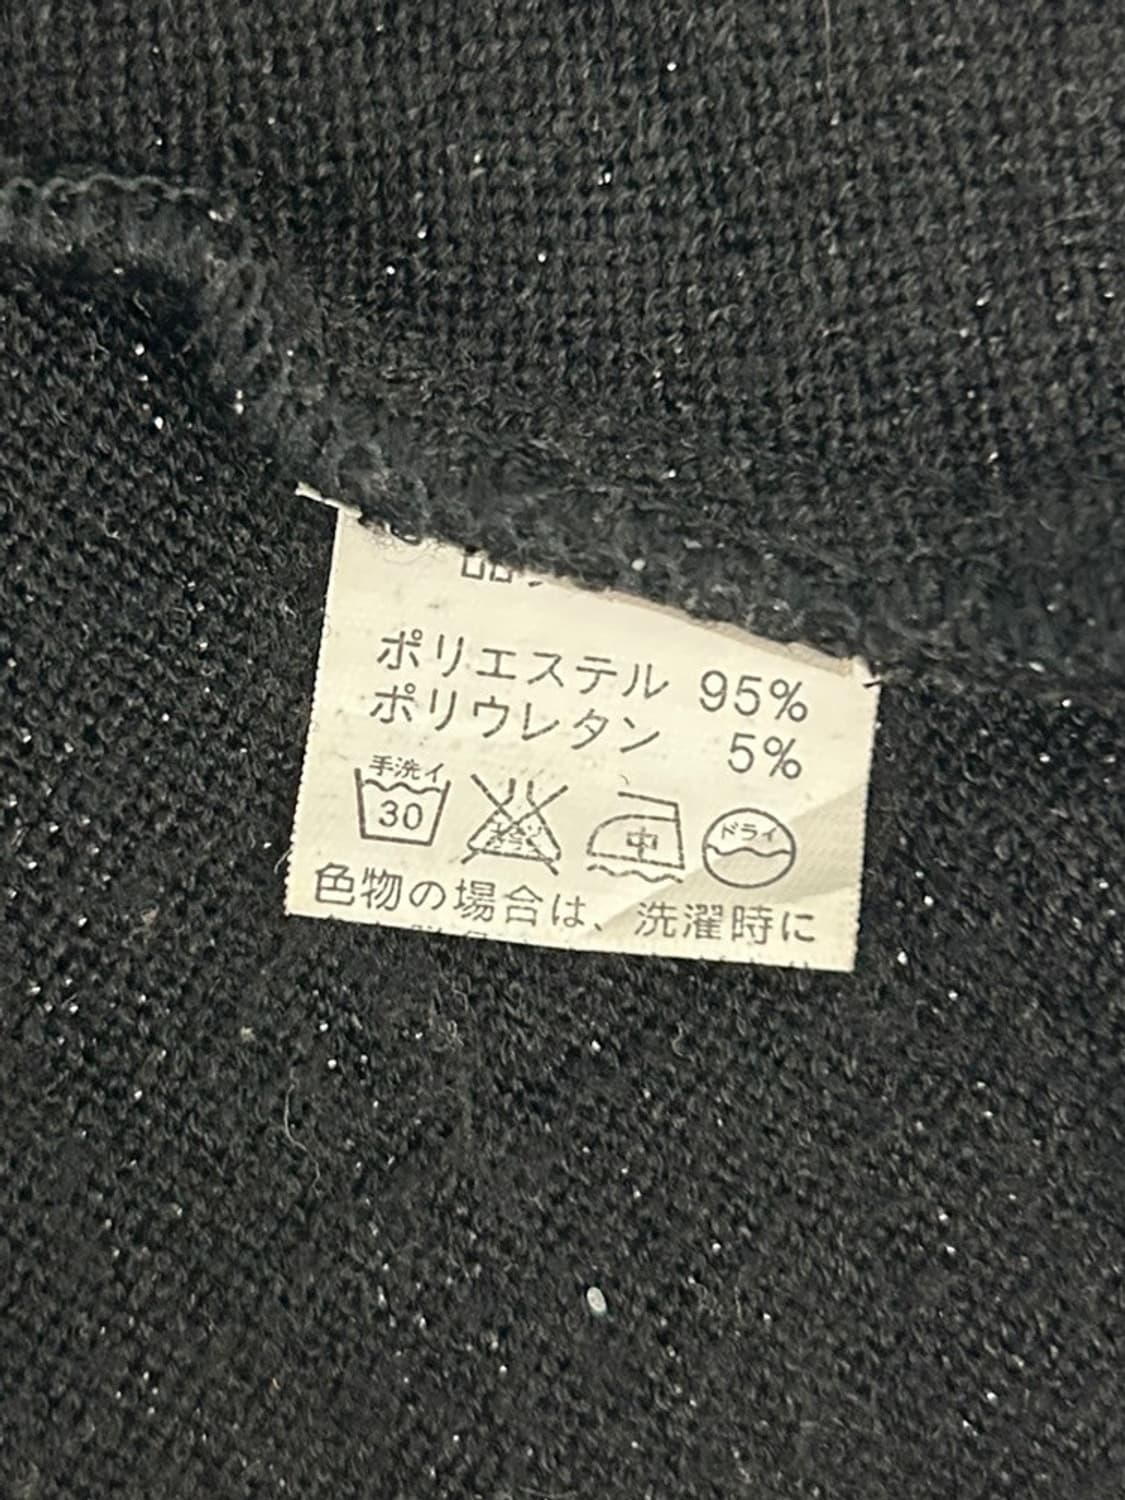 ポリエステル 95%
ポリウレタン 5%
手洗イ 30 中 ドライ
色物の場合は、洗濯時に